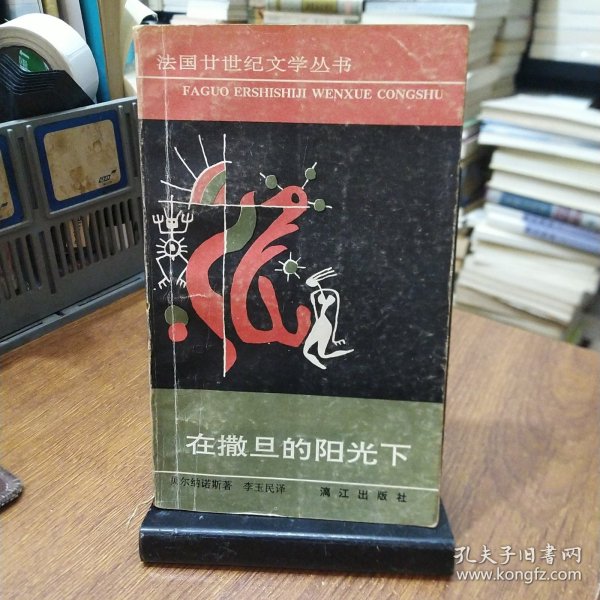 法国廿世纪文学丛书
FAGUO ERSHISHIJI WENXUE CONGSHU
在撒旦的阳光下
贝尔纳诺斯著 李玉民译 漓江出版社
孔夫子旧书网
www.kongfz.com